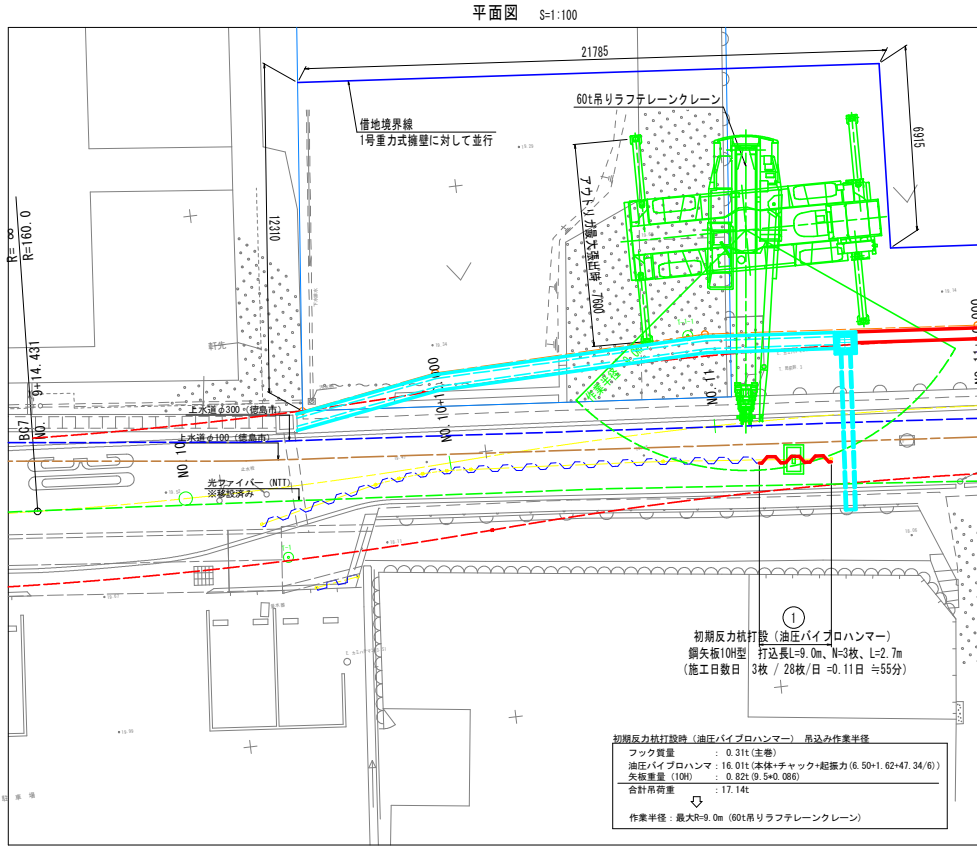 平面図 S=1:100
21785
60t吊りラフテレーンクレーン
借地境界線
1号重力式擁壁に対して並行
6915
12370
アウトリガ最大張出時 7600
R=∞
R=160.0
BC7
NO. 9+14.431
軒先
上水道φ300 (徳島市)
上水道φ100 (徳島市)
NO. 10
NO. 11
光ファイバー (NTT)
※移設済み
①
初期反力杭打設 (油圧バイブロハンマー)
鋼矢板10H型 打込長L=9.0m、N=3枚、L=2.7m
(施工日数日 3枚 / 28枚/日 =0.11日 ≒55分)
初期反力杭打設時 (油圧バイブロハンマー) 吊込み作業半径
フック質量 : 0.31t(主巻)
油圧バイブロハンマ : 16.01t(本体+チャック+起振力(6.50+1.62+47.34/6))
矢板重量 (10H) : 0.82t(9.5*0.086)
合計吊荷重 : 17.14t
作業半径 : 最大R=9.0m (60t吊りラフテレーンクレーン)
駐車場